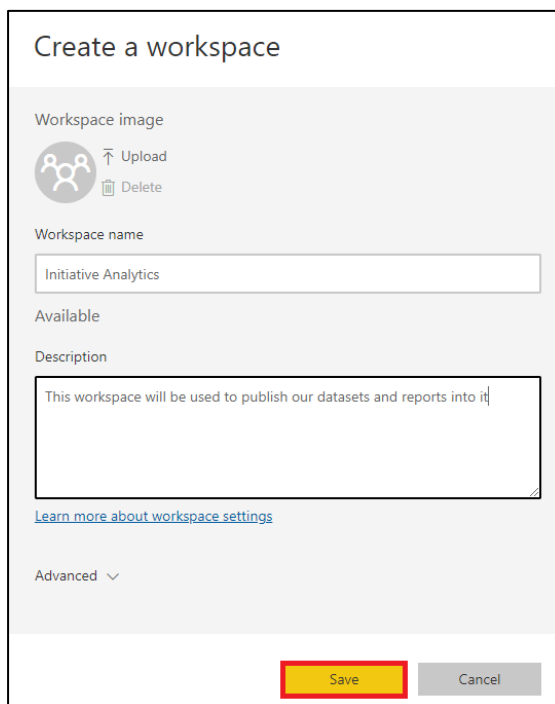 Create a workspace
Workspace image
Upload
Delete
Workspace name
Initiative Analytics
Available
Description
This workspace will be used to publish our datasets and reports into it
Learn more about workspace settings
Advanced
Save Cancel